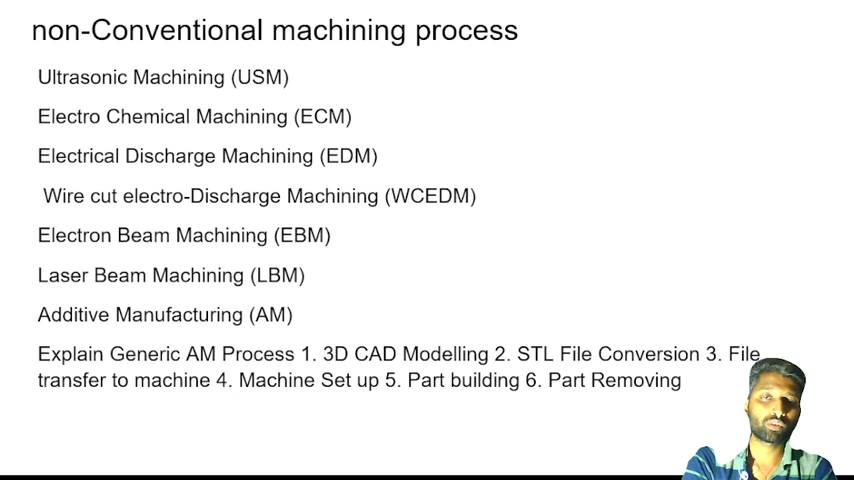 non-Conventional machining process
Ultrasonic Machining (USM)
Electro Chemical Machining (ECM)
Electrical Discharge Machining (EDM)
Wire cut electro-Discharge Machining (WCEDM)
Electron Beam Machining (EBM)
Laser Beam Machining (LBM)
Additive Manufacturing (AM)
Explain Generic AM Process 1. 3D CAD Modelling 2. STL File Conversion 3. File
transfer to machine 4. Machine Set up 5. Part building 6. Part Removing